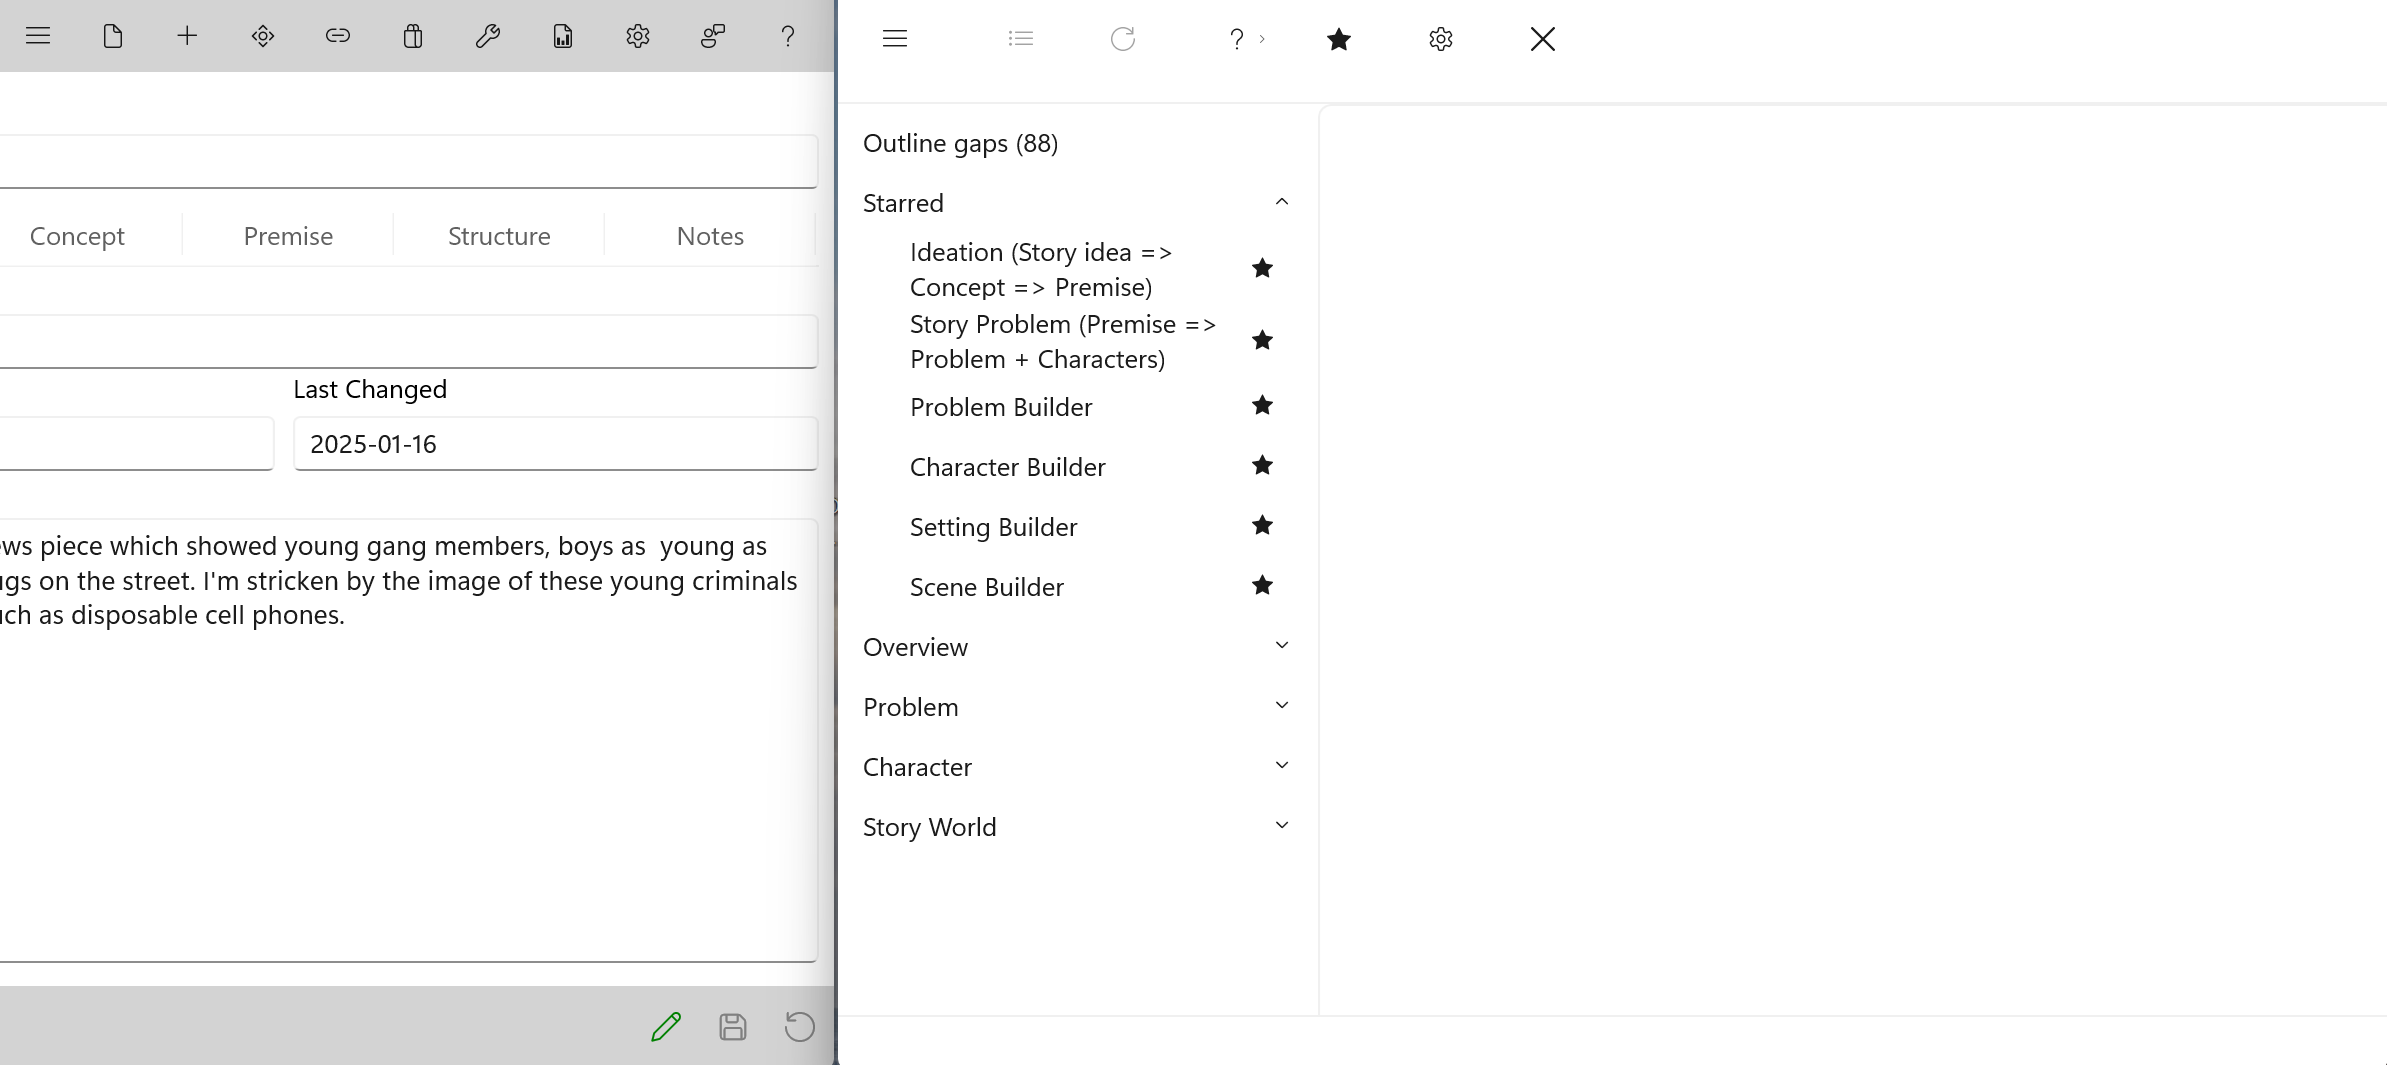 Concept
Premise
Structure
Notes
Last Changed
2025-01-16
piece which showed young gang members, boys as  young as
on the street. I'm stricken by the image of these young criminals
as disposable cell phones.
Outline gaps (88)
Starred
Ideation (Story idea =>
Concept => Premise)
Story Problem (Premise =>
Problem + Characters)
Problem Builder
Character Builder
Setting Builder
Scene Builder
Overview
Problem
Character
Story World